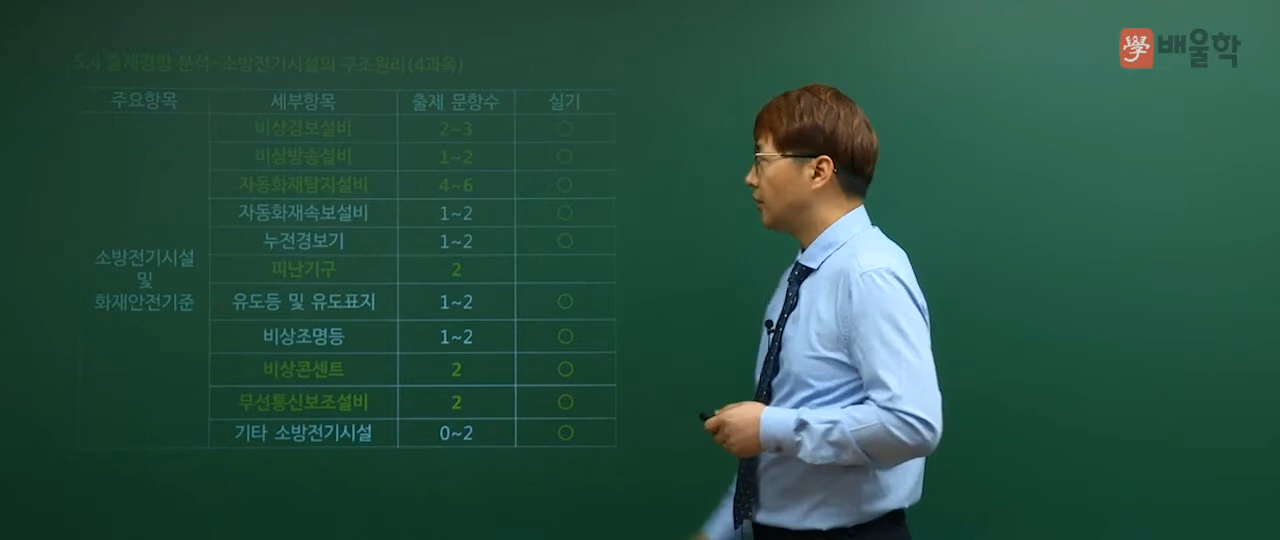 學 배울학
5.4 출제경향 분석-소방전기시설의 구조원리(4과목)
주요항목 세부항목 출제 문항수 실기
비상경보설비 2~3 ○
비상방송설비 1~2 ○
자동화재탐지설비 4~6 ○
자동화재속보설비 1~2 ○
누전경보기 1~2 ○
소방전기시설
및
화재안전기준
피난기구 2
유도등 및 유도표지 1~2 ○
비상조명등 1~2 ○
비상콘센트 2 ○
무선통신보조설비 2 ○
기타 소방전기시설 0~2 ○